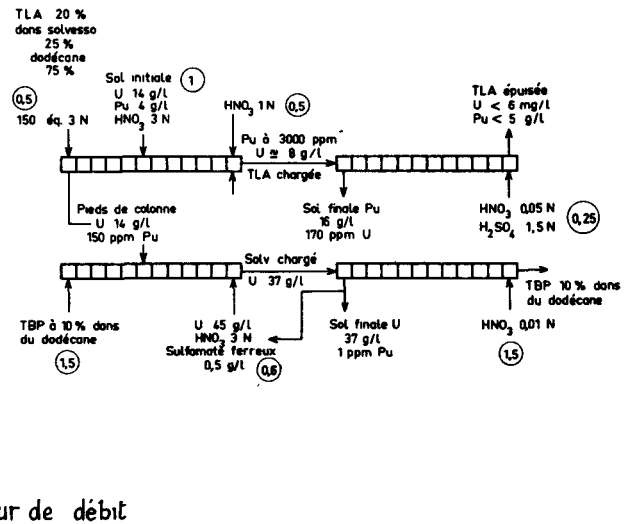 TLA 20 %
dans solvesso
25 %
dodécane
75 %
0,5
150 éq. 3 N
Sol initiale 1
U 14 g/l
Pu 4 g/l
HNO3 3 N
HNO3 1 N 0,5
Pu à 3000 ppm
U ≃ 8 g/l
TLA chargée
TLA épuisée
U < 6 mg/l
Pu < 5 g/l
Pieds de colonne
U 14 g/l
150 ppm Pu
Sol finale Pu
16 g/l
170 ppm U
HNO3 0,05 N
H2SO4 1,5 N
0,25
Solv chargé
U 37 g/l
TBP à 10 % dans
du dodécane
1,5
U 45 g/l
HNO3 3 N
Sulfamate ferreux
0,5 g/l
0,6
Sol finale U
37 g/l
1 ppm Pu
HNO3 0,01 N
1,5
TBP 10 % dans
du dodécane
ur de débit